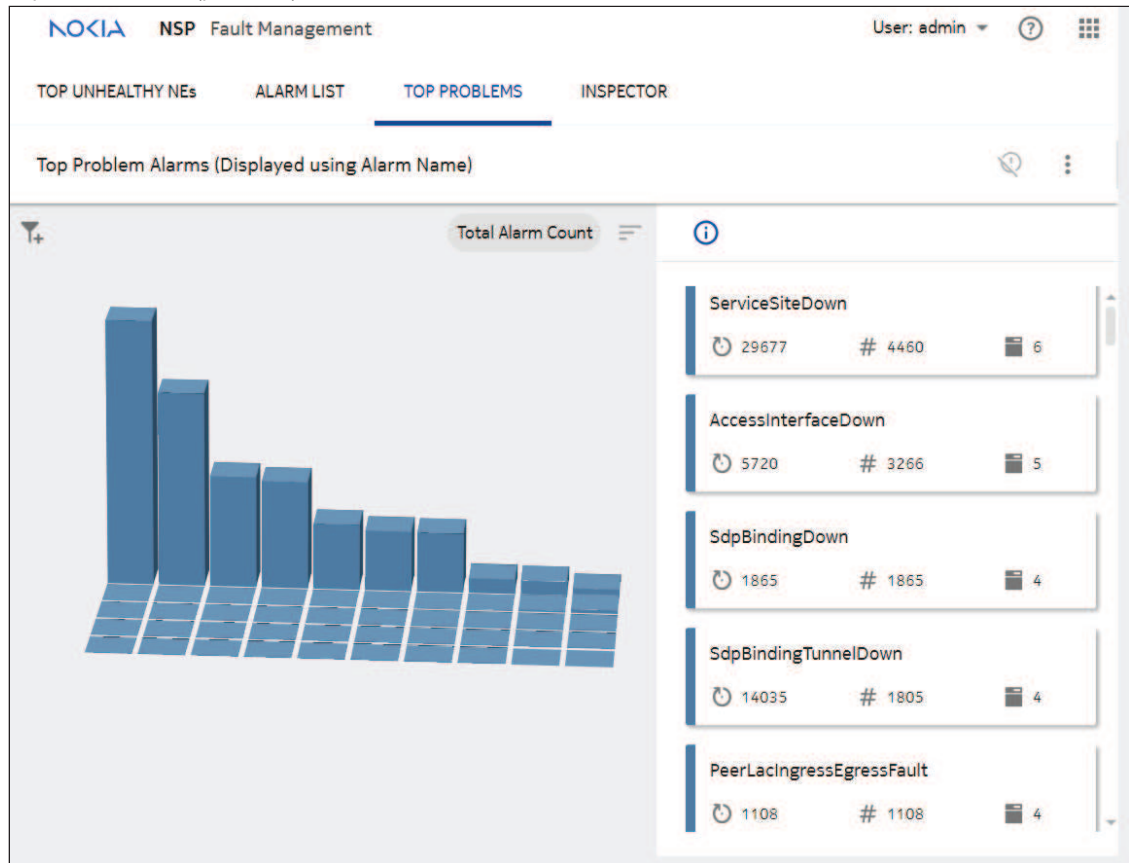 NOKIA NSP Fault Management User: admin
TOP UNHEALTHY NEs ALARM LIST TOP PROBLEMS INSPECTOR
Top Problem Alarms (Displayed using Alarm Name)
Total Alarm Count
ServiceSiteDown
29677 # 4460 6
AccessInterfaceDown
5720 # 3266 5
SdpBindingDown
1865 # 1865 4
SdpBindingTunnelDown
14035 # 1805 4
PeerLacIngressEgressFault
1108 # 1108 4